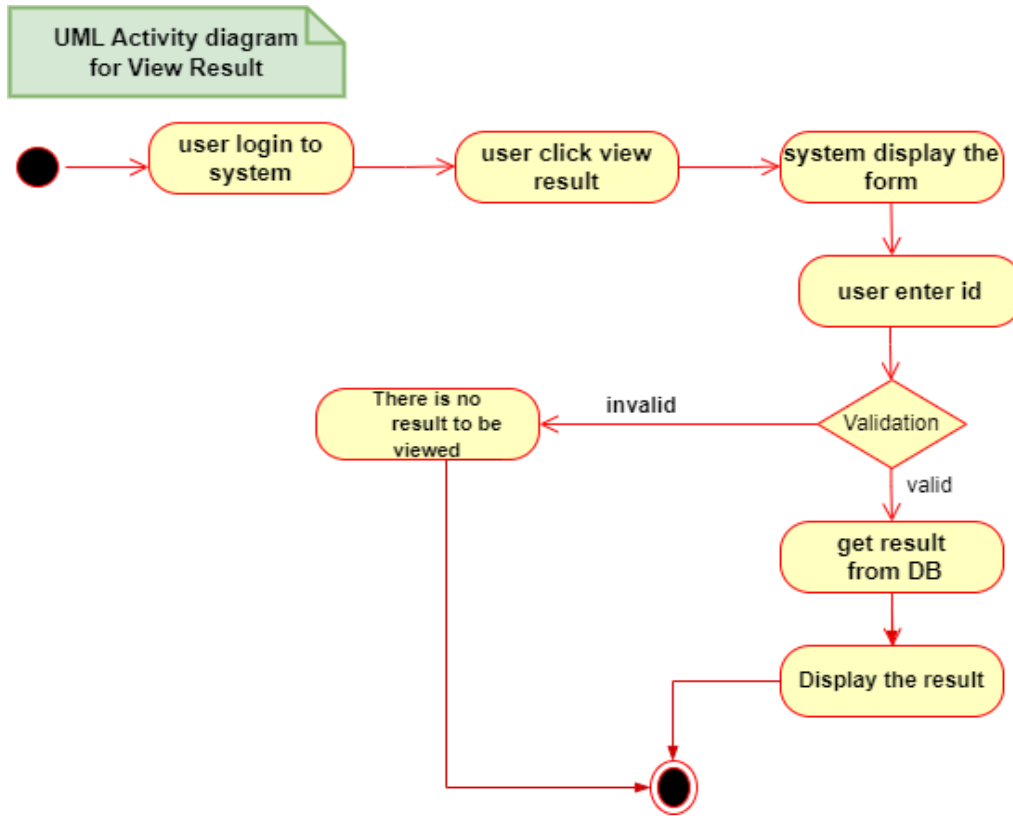 UML Activity diagram
for View Result
user login to
system
user click view
result
system display the
form
user enter id
Validation
invalid
There is no
result to be
viewed
valid
get result
from DB
Display the result